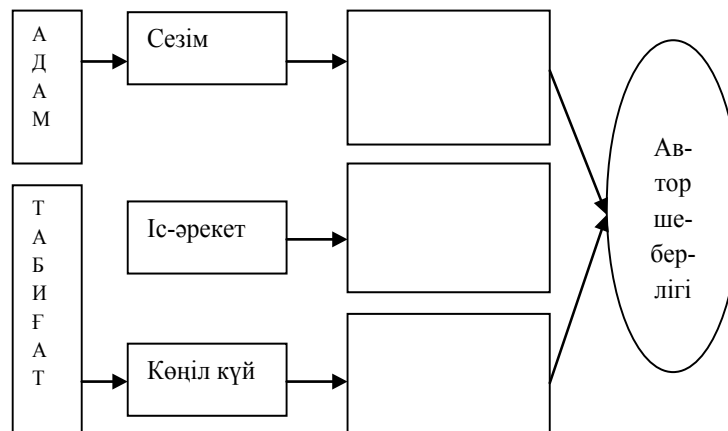 А
Д
А
М
Сезім
Т
А
Б
И
Ғ
А
Т
Іс-әрекет
Көңіл күй
Ав-
тор
ше-
бер-
лігі